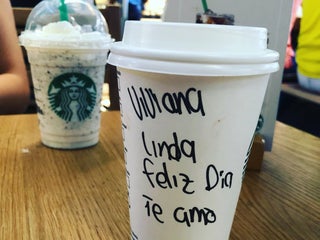 Viviana
linda
feliz Dia
Te amo